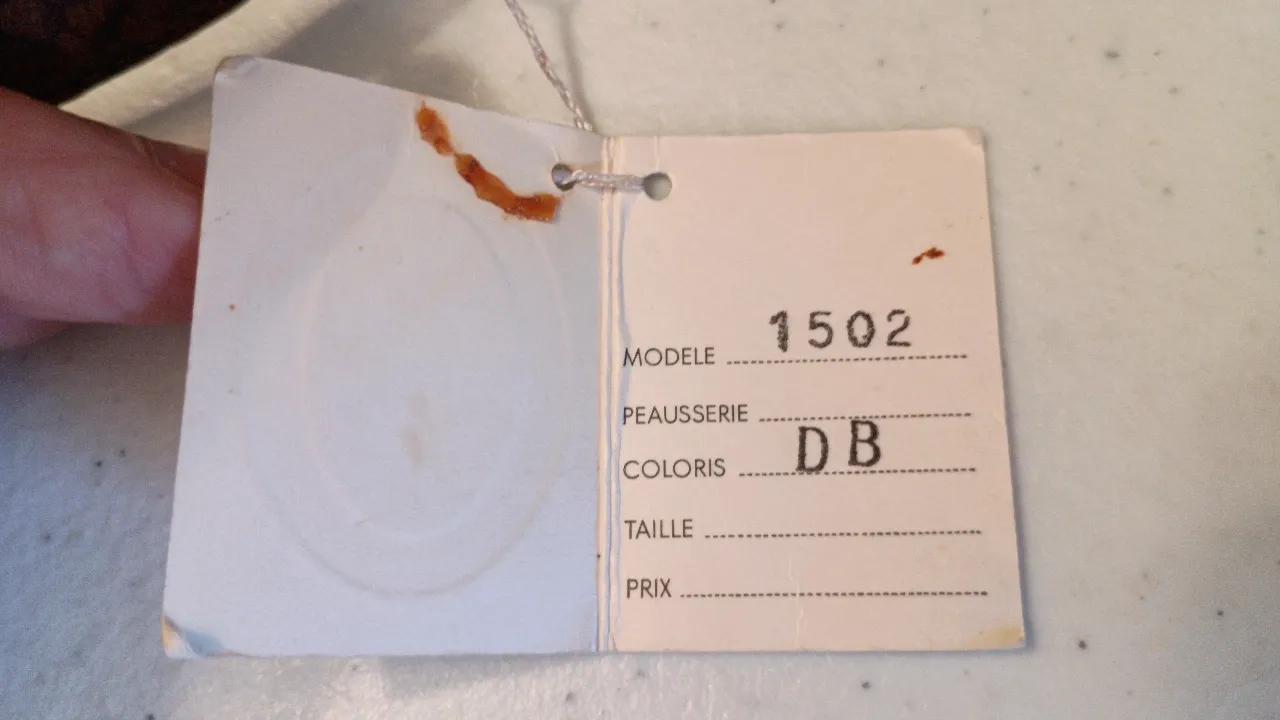 MODELE 1502
PEAUSSERIE
COLORIS DB
TAILLE
PRIX